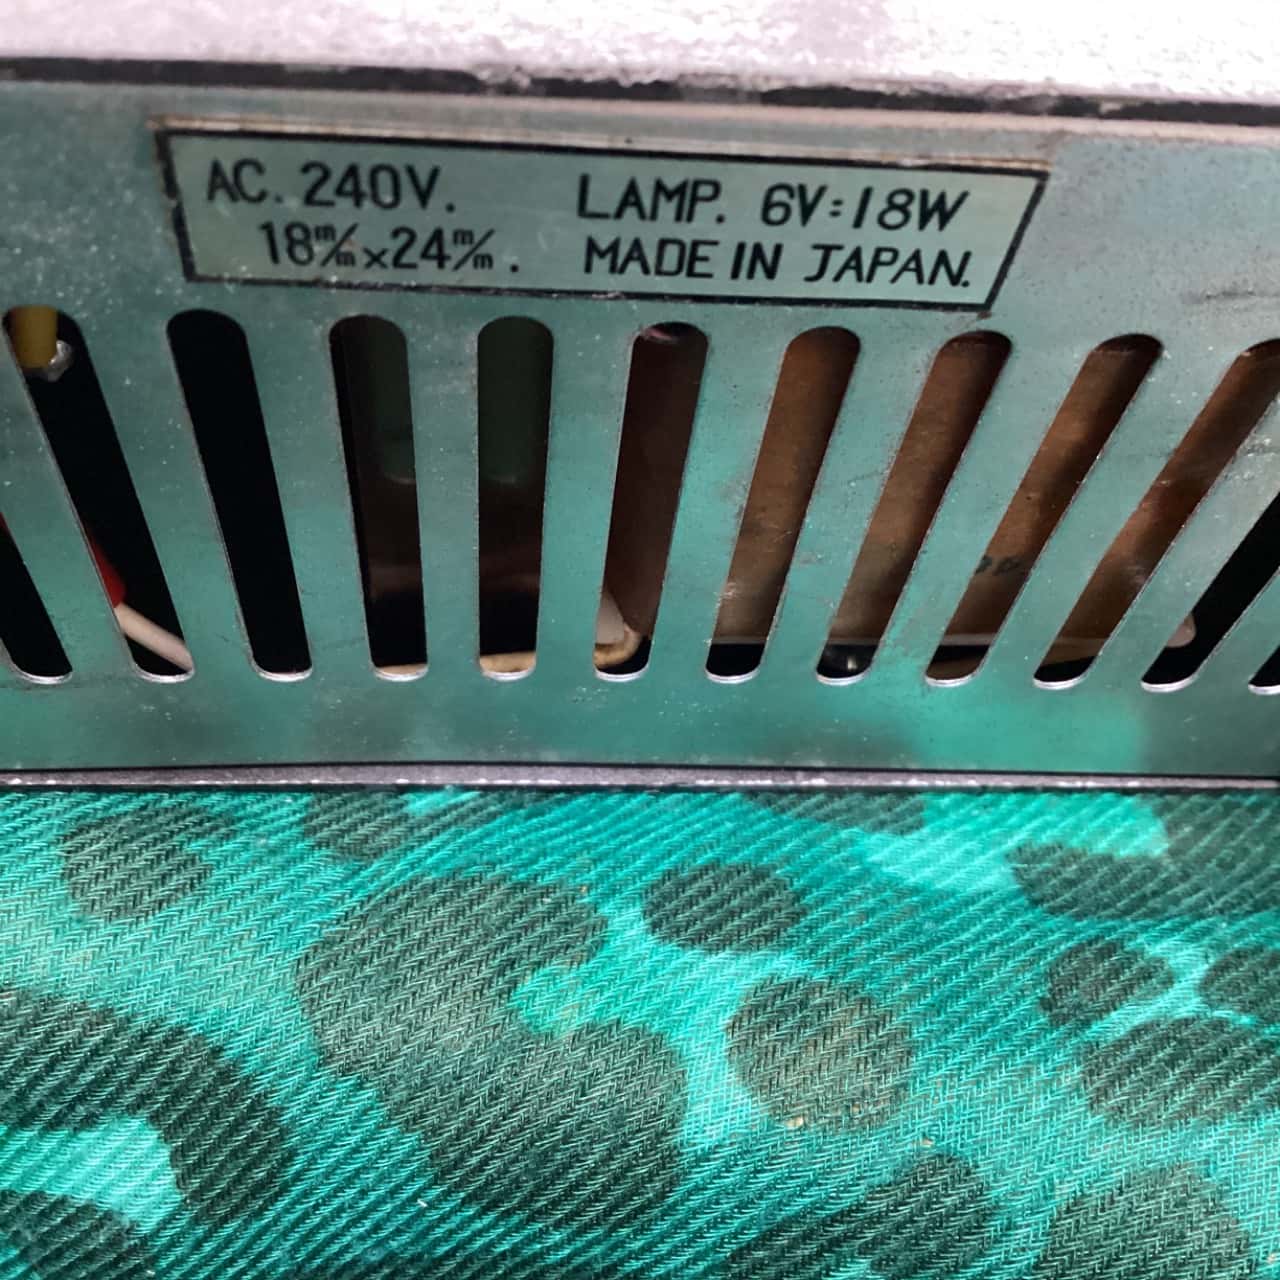 AC. 240V. LAMP. 6V:18W
18m/m×24m/m. MADE IN JAPAN.